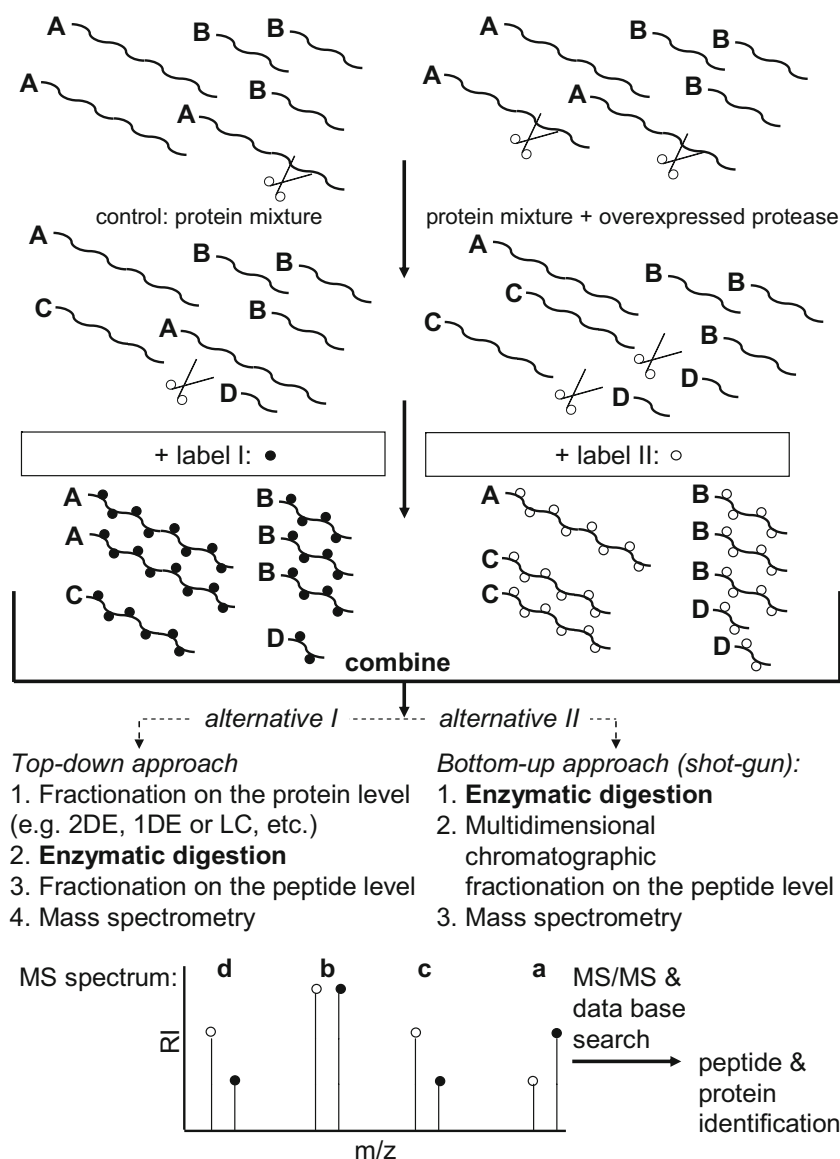 A
B
B
A
B
A
A
B
B
A
B
A
control: protein mixture
protein mixture + overexpressed protease
A
B
B
C
A
B
D
A
B
B
C
C
B
D
D
+ label I:
+ label II:
A
B
A
B
B
C
D
A
B
B
C
B
C
D
D
combine
alternative I
alternative II
Top-down approach
1. Fractionation on the protein level
(e.g. 2DE, 1DE or LC, etc.)
2. Enzymatic digestion
3. Fractionation on the peptide level
4. Mass spectrometry
Bottom-up approach (shot-gun):
1. Enzymatic digestion
2. Multidimensional
chromatographic
fractionation on the peptide level
3. Mass spectrometry
MS spectrum:
d
b
c
a
RI
m/z
MS/MS &
data base
search
peptide &
protein
identification